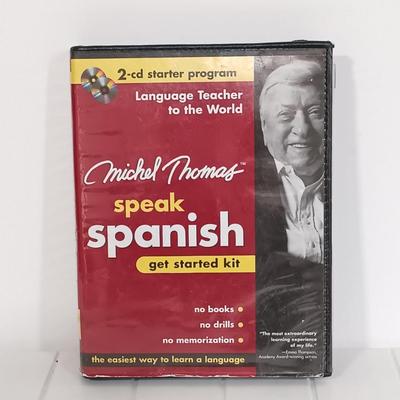 2-cd starter program
Language Teacher
to the World
Michel Thomas™
speak
spanish
get started kit
no books •
no drills •
no memorization •
"The most extraordinary
learning experience
of my life."
—Emma Thompson,
Academy Award-winning actress
the easiest way to learn a language